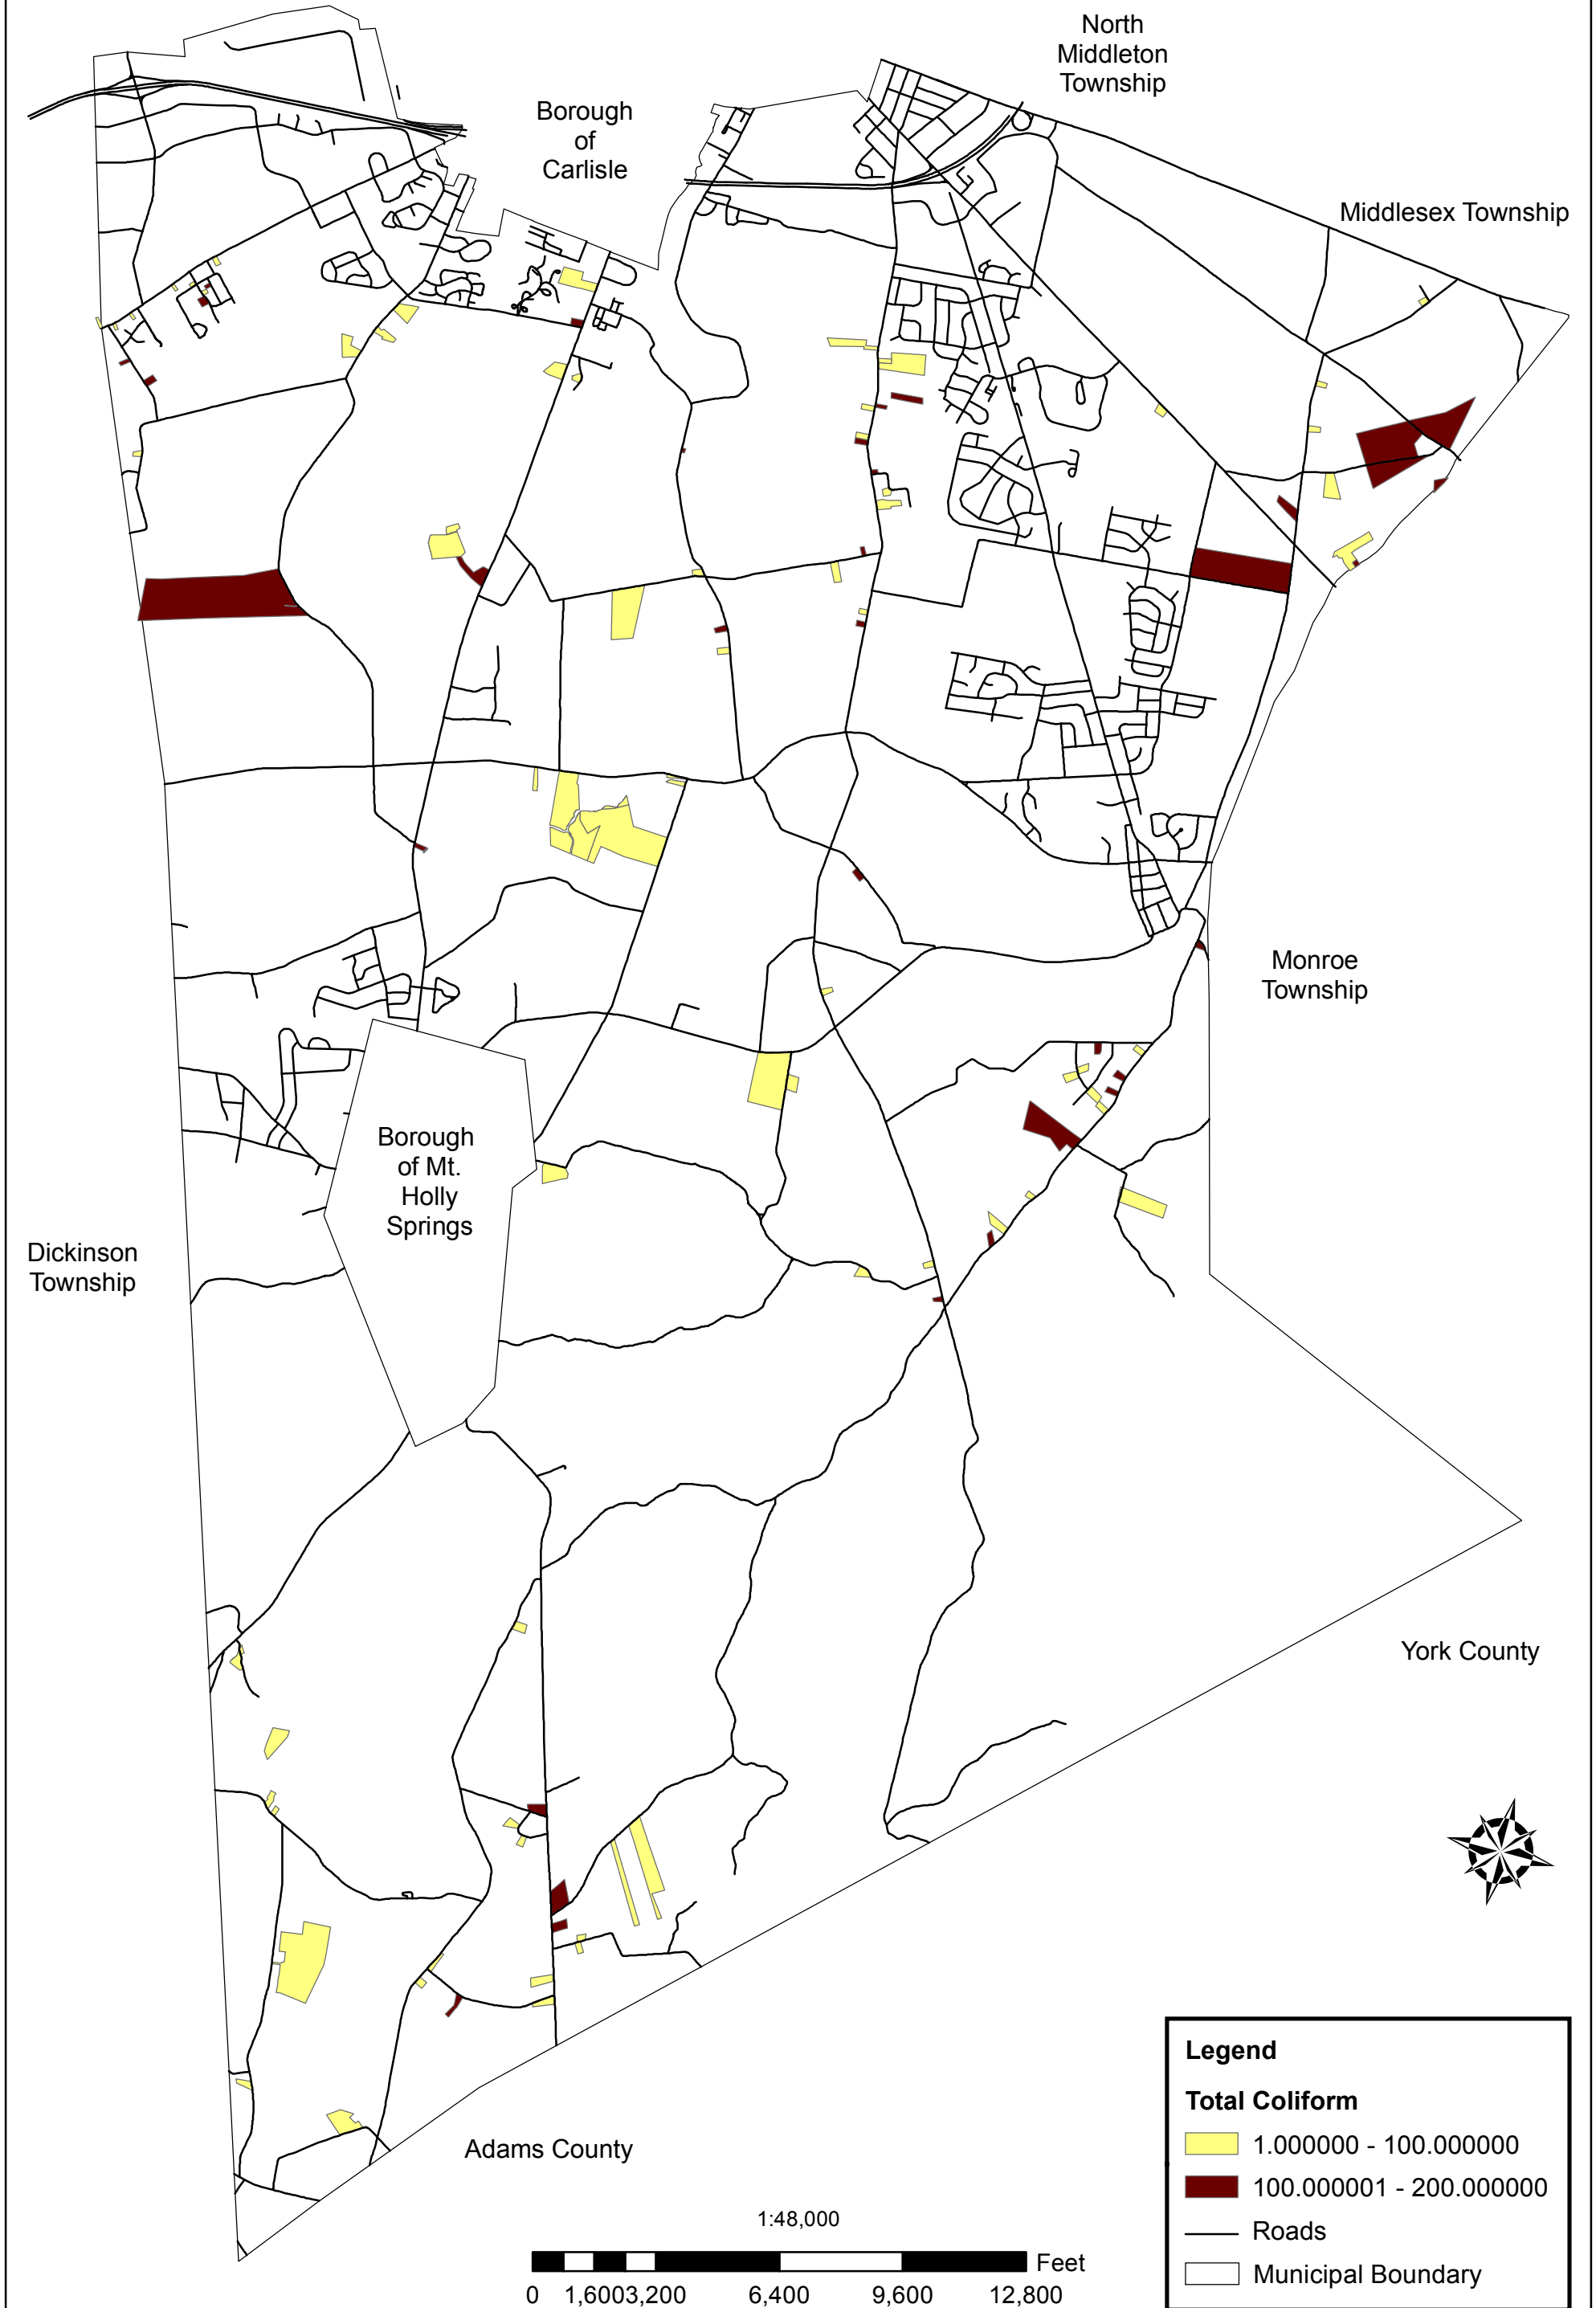 North
Middleton
Township
Borough
of
Carlisle
Middlesex Township
Monroe
Township
Borough
of Mt.
Holly
Springs
Dickinson
Township
York County
Adams County
Legend
Total Coliform
1.000000 - 100.000000
100.000001 - 200.000000
Roads
Municipal Boundary
1:48,000
Feet
0 1,600 3,200 6,400 9,600 12,800